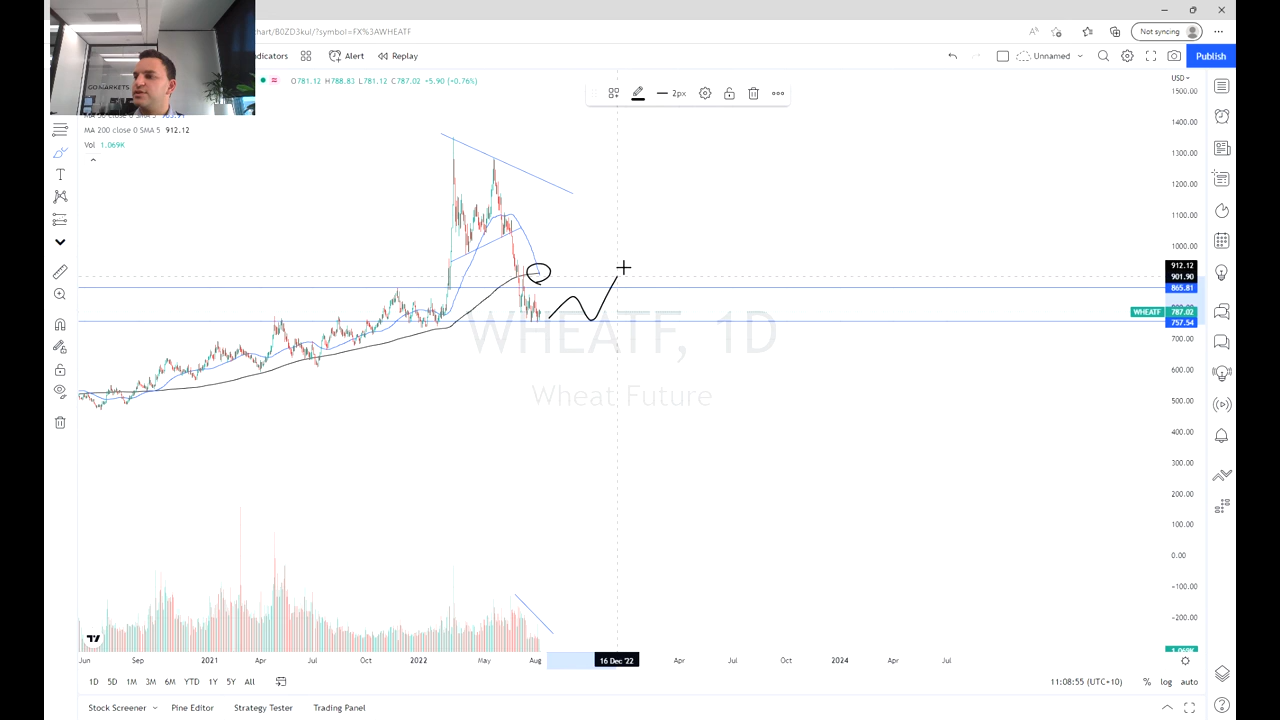 chart/B0ZD3kul/?symbol=FX%3AWHEATF
Not syncing
Indicators
Alert
Replay
2px
Unnamed
Publish
GO MARKETS
O781.12 H788.83 L781.12 C787.02 +5.90 (+0.76%)
MA 200 close 0 SMA 5 912.12
Vol 1.069K
USD
1500.00
1400.00
1300.00
1200.00
1100.00
1000.00
912.12
901.90
865.81
WHEATF 787.02
757.54
700.00
600.00
500.00
400.00
300.00
200.00
100.00
0.00
-100.00
-200.00
1.069K
WHEATF, 1D
Wheat Future
Jun Sep 2021 Apr Jul Oct 2022 May Aug 16 Dec '22 Apr Jul Oct 2024 Apr Jul
1D 5D 1M 3M 6M YTD 1Y 5Y All
11:08:55 (UTC+10) % log auto
Stock Screener Pine Editor Strategy Tester Trading Panel